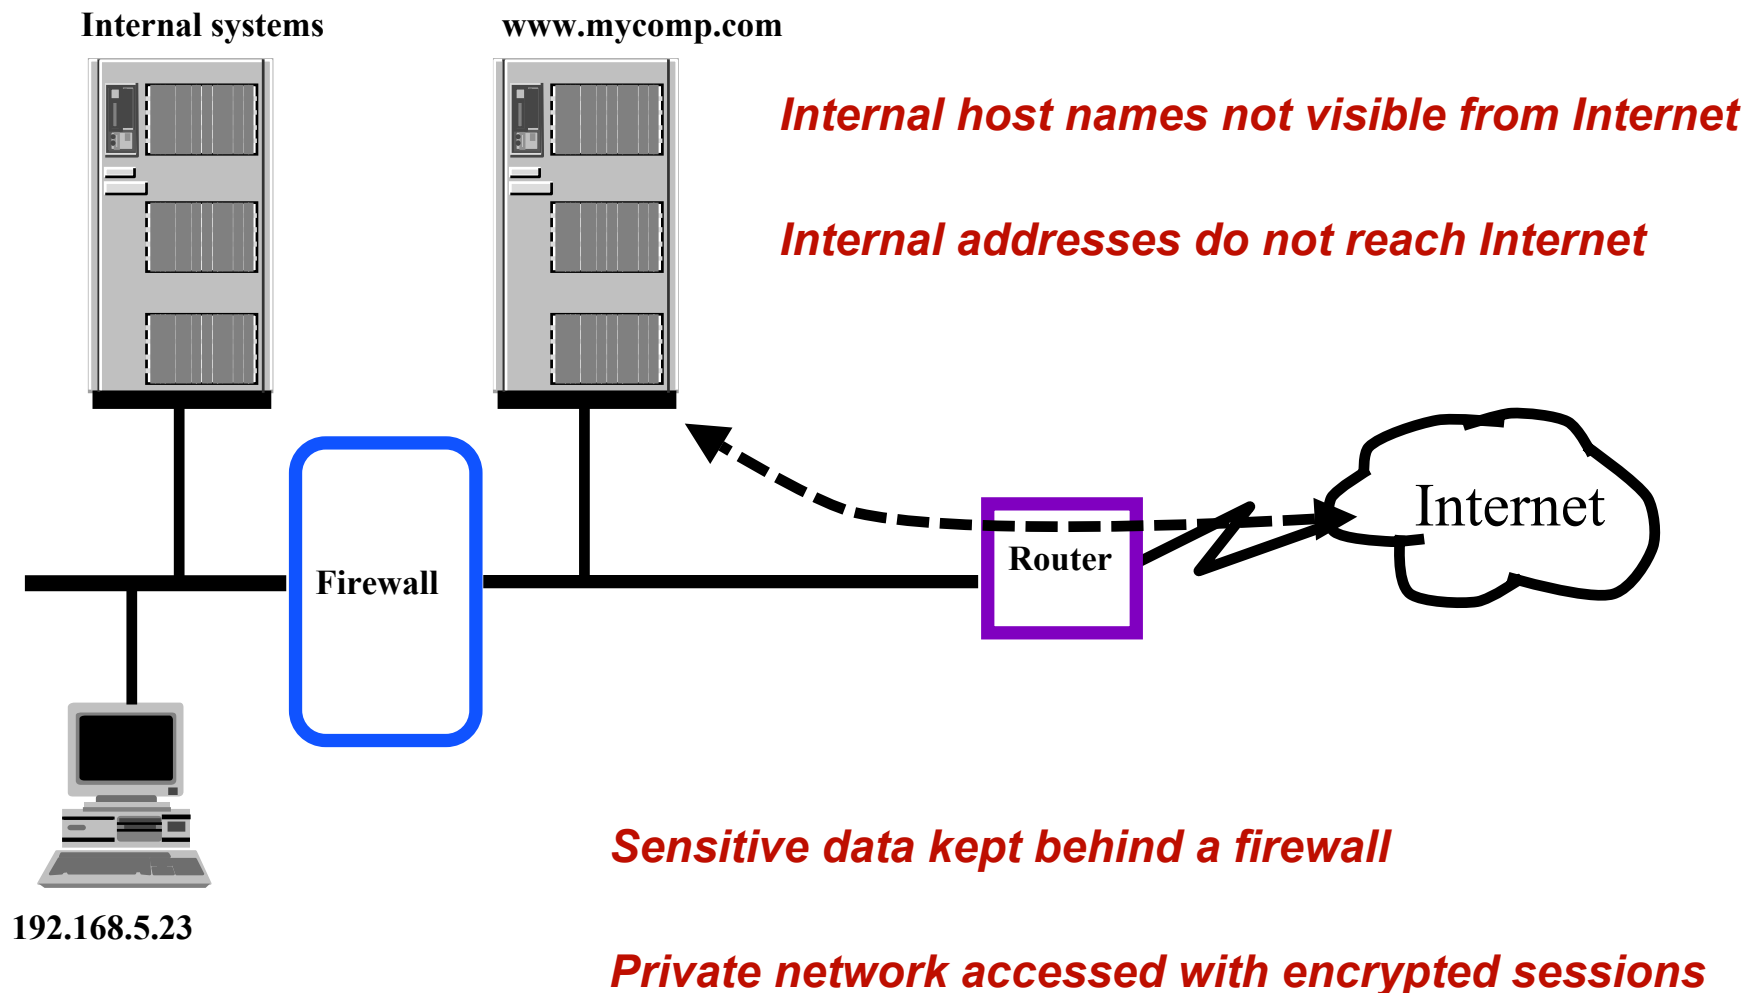 Internal systems
www.mycomp.com
Internal host names not visible from Internet
Internal addresses do not reach Internet
Internet
Router
Firewall
Sensitive data kept behind a firewall
192.168.5.23
Private network accessed with encrypted sessions